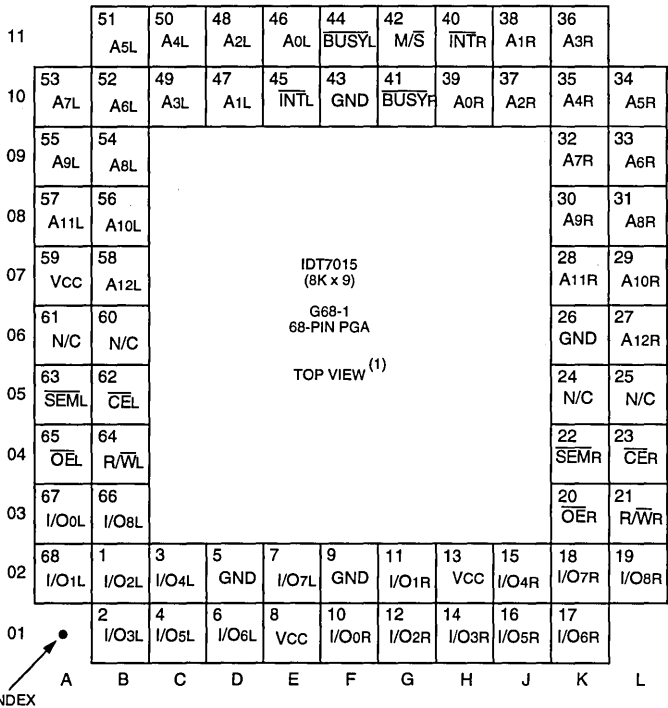 11 51 50 48 46 44 42 40 38 36
A5L A4L A2L A0L BUSYL M/S INTR A1R A3R
10 53 52 49 47 45 43 41 39 37 35 34
A7L A6L A3L A1L INTL GND BUSYR A0R A2R A4R A5R
09 55 54 32 33
A9L A8L A7R A6R
08 57 56 30 31
A11L A10L A9R A8R
07 59 58 28 29
VCC A12L A11R A10R
IDT7015
(8K x 9)
06 61 60 26 27
N/C N/C GND A12R
G68-1
68-PIN PGA
05 63 62 24 25
SEML CEL N/C N/C
TOP VIEW (1)
04 65 64 22 23
OEL R/WL SEMR CER
03 67 66 20 21
I/O0L I/O8L OER R/WR
02 68 1 3 5 7 9 11 13 15 18 19
I/O1L I/O2L I/O4L GND I/O7L GND I/O1R VCC I/O4R I/O7R I/O8R
01 2 4 6 8 10 12 14 16 17
I/O3L I/O5L I/O6L VCC I/O0R I/O2R I/O3R I/O5R I/O6R
A B C D E F G H J K L
NDEX